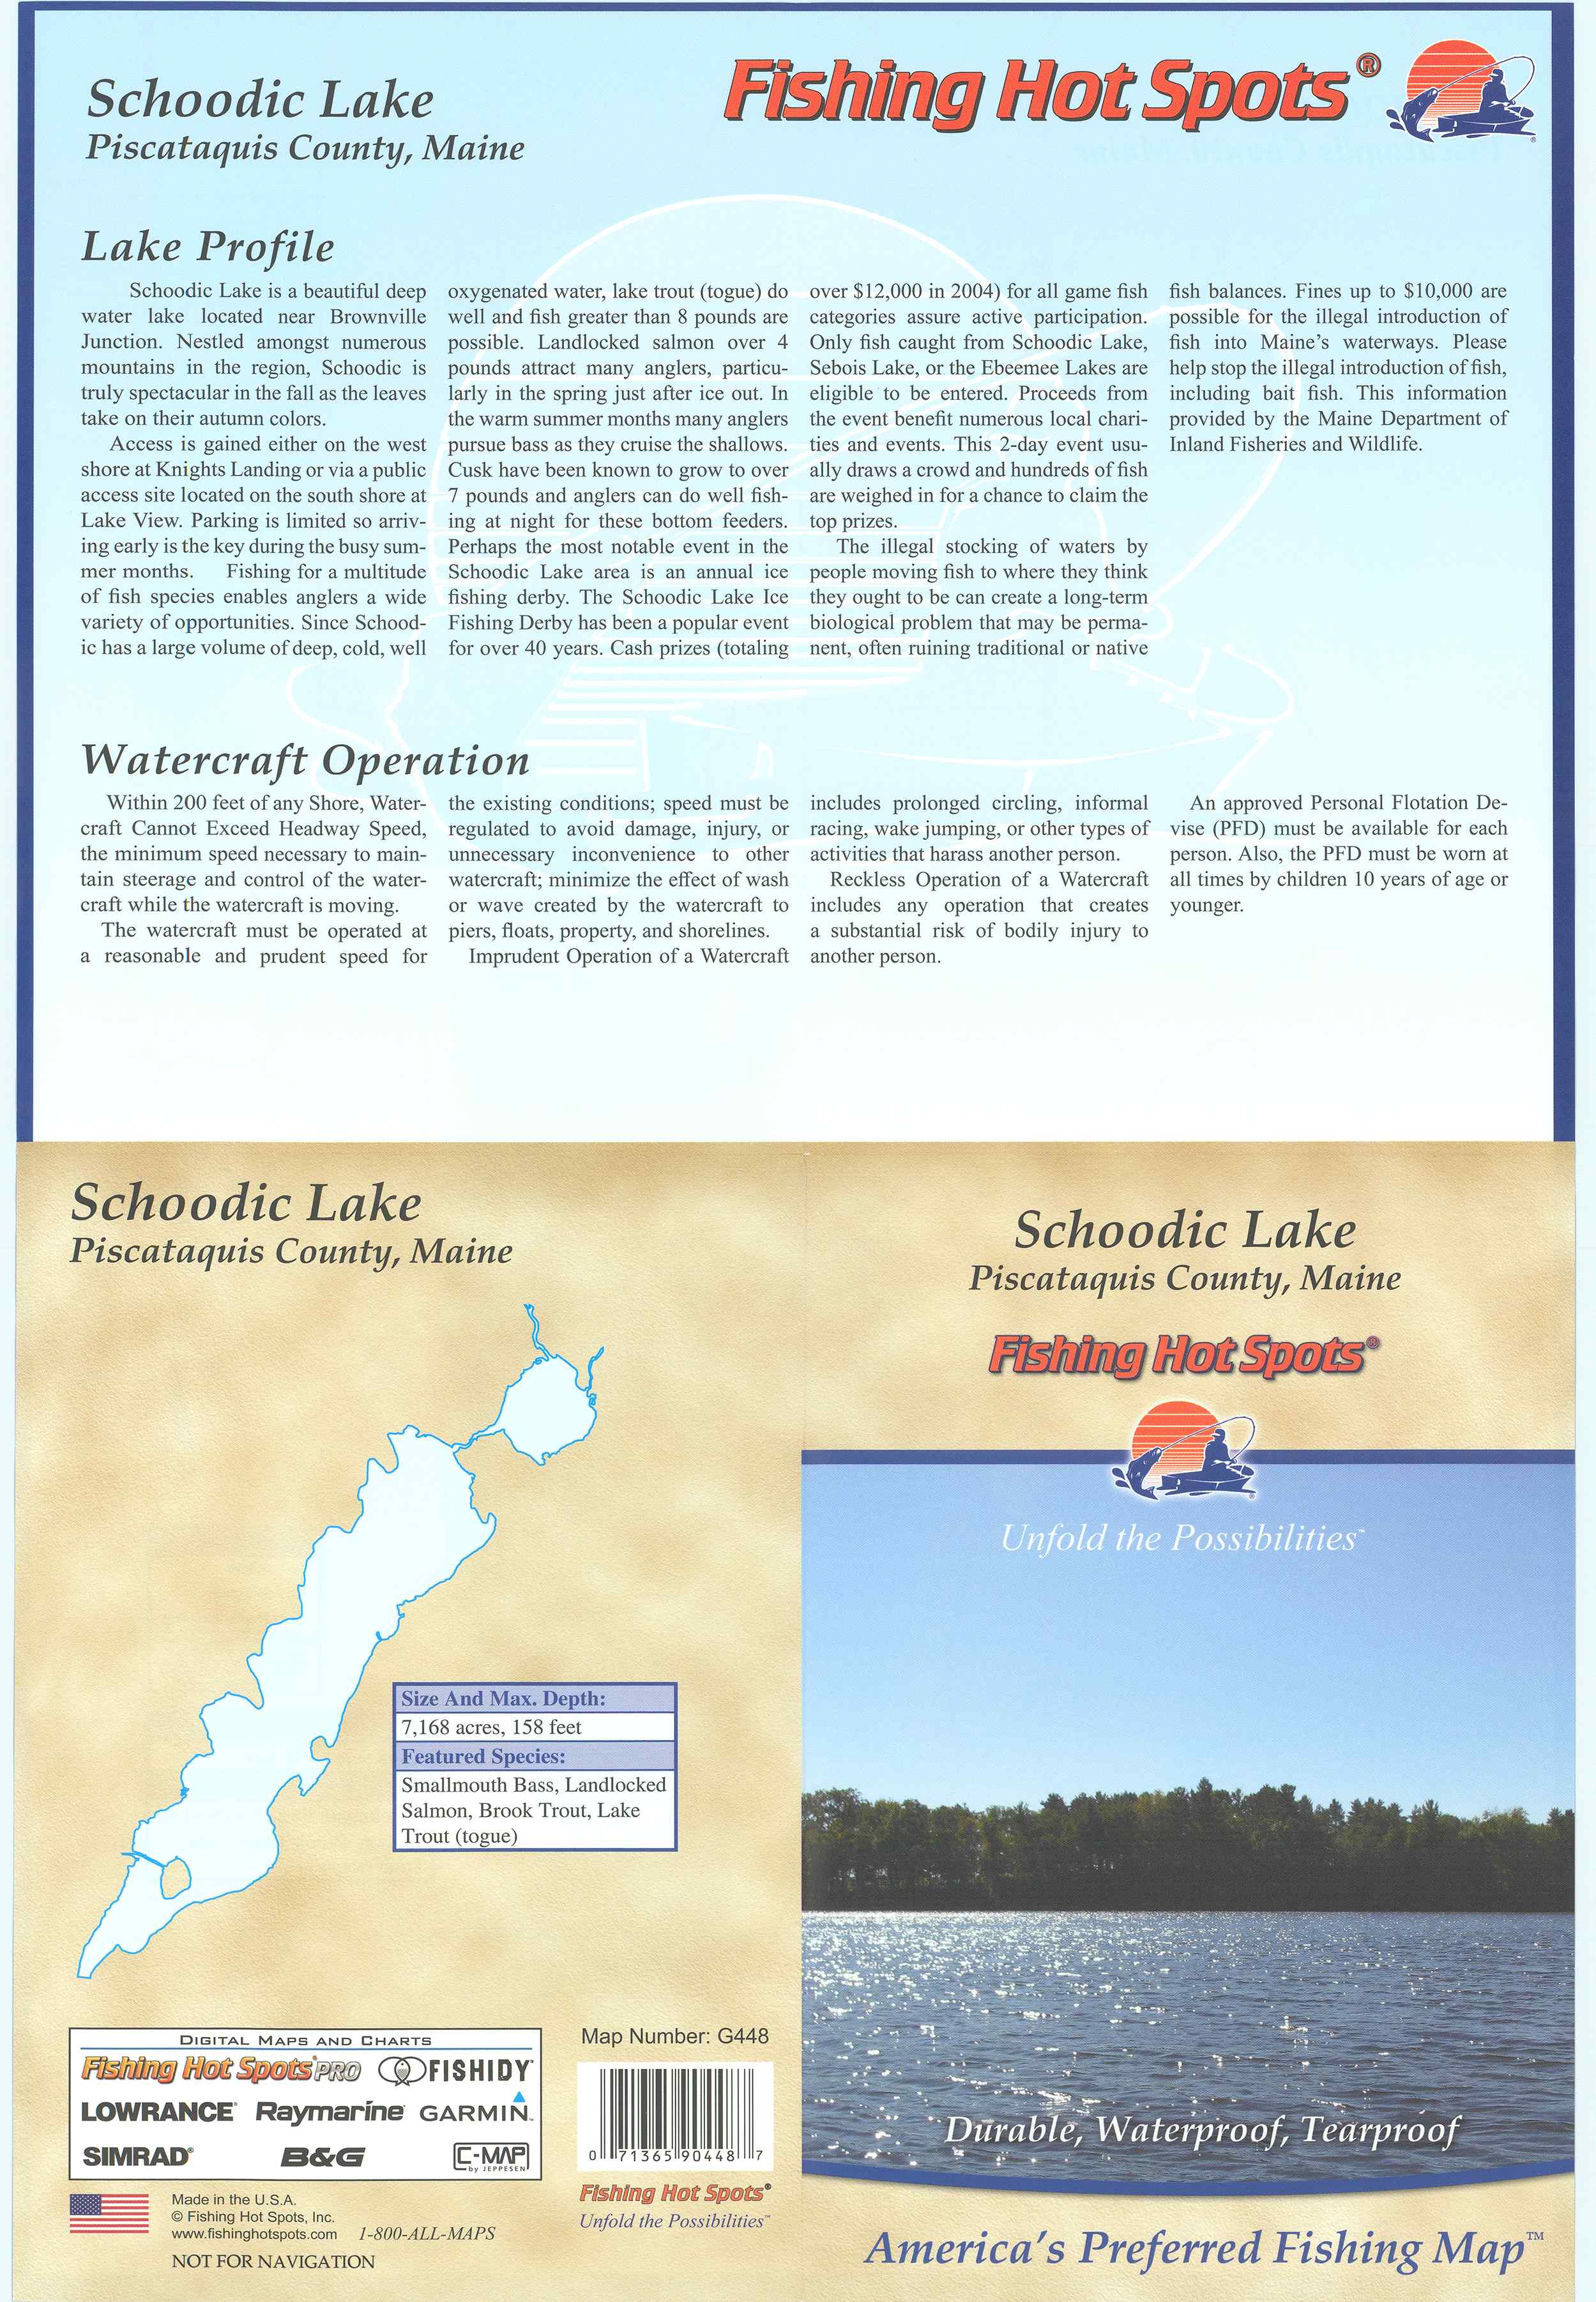 Schoodic Lake
Piscataquis County, Maine
Fishing Hot Spots®
Lake Profile
Schoodic Lake is a beautiful deep
water lake located near Brownville
Junction. Nestled amongst numerous
mountains in the region, Schoodic is
truly spectacular in the fall as the leaves
take on their autumn colors.
Access is gained either on the west
shore at Knights Landing or via a public
access site located on the south shore at
Lake View. Parking is limited so arriv-
ing early is the key during the busy sum-
mer months. Fishing for a multitude
of fish species enables anglers a wide
variety of opportunities. Since Schood-
ic has a large volume of deep, cold, well
oxygenated water, lake trout (togue) do
well and fish greater than 8 pounds are
possible. Landlocked salmon over 4
pounds attract many anglers, particu-
larly in the spring just after ice out. In
the warm summer months many anglers
pursue bass as they cruise the shallows.
Cusk have been known to grow to over
7 pounds and anglers can do well fish-
ing at night for these bottom feeders.
Perhaps the most notable event in the
Schoodic Lake area is an annual ice
fishing derby. The Schoodic Lake Ice
Fishing Derby has been a popular event
for over 40 years. Cash prizes (totaling
over $12,000 in 2004) for all game fish
categories assure active participation.
Only fish caught from Schoodic Lake,
Sebois Lake, or the Ebeemee Lakes are
eligible to be entered. Proceeds from
the event benefit numerous local chari-
ties and events. This 2-day event usu-
ally draws a crowd and hundreds of fish
are weighed in for a chance to claim the
top prizes.
The illegal stocking of waters by
people moving fish to where they think
they ought to be can create a long-term
biological problem that may be perma-
nent, often ruining traditional or native
fish balances. Fines up to $10,000 are
possible for the illegal introduction of
fish into Maine's waterways. Please
help stop the illegal introduction of fish,
including bait fish. This information
provided by the Maine Department of
Inland Fisheries and Wildlife.
Watercraft Operation
Within 200 feet of any Shore, Water-
craft Cannot Exceed Headway Speed,
the minimum speed necessary to main-
tain steerage and control of the water-
craft while the watercraft is moving.
The watercraft must be operated at
a reasonable and prudent speed for
the existing conditions; speed must be
regulated to avoid damage, injury, or
unnecessary inconvenience to other
watercraft; minimize the effect of wash
or wave created by the watercraft to
piers, floats, property, and shorelines.
Imprudent Operation of a Watercraft
includes prolonged circling, informal
racing, wake jumping, or other types of
activities that harass another person.
Reckless Operation of a Watercraft
includes any operation that creates
a substantial risk of bodily injury to
another person.
An approved Personal Flotation De-
vise (PFD) must be available for each
person. Also, the PFD must be worn at
all times by children 10 years of age or
younger.
Schoodic Lake
Piscataquis County, Maine
Size And Max. Depth:
7,168 acres, 158 feet
Featured Species:
Smallmouth Bass, Landlocked
Salmon, Brook Trout, Lake
Trout (togue)
DIGITAL MAPS AND CHARTS
Fishing Hot Spots PRO FISHIDY
LOWRANCE Raymarine GARMIN
SIMRAD® B&G C-MAP
by JEPPESEN
Made in the U.S.A.
© Fishing Hot Spots, Inc.
www.fishinghotspots.com 1-800-ALL-MAPS
NOT FOR NAVIGATION
Map Number: G448
0 71365 90448 7
Fishing Hot Spots®
Unfold the Possibilities™
Schoodic Lake
Piscataquis County, Maine
Fishing Hot Spots®
Unfold the Possibilities™
Durable, Waterproof, Tearproof
America's Preferred Fishing Map™